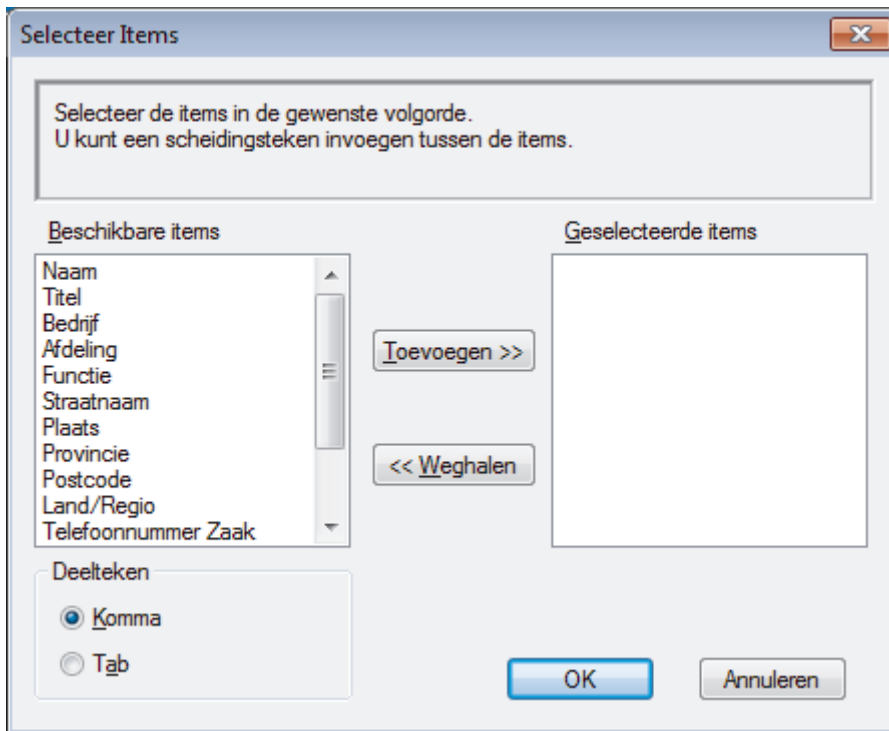 Selecteer Items
Selecteer de items in de gewenste volgorde.
U kunt een scheidingsteken invoegen tussen de items.
Beschikbare items
Geselecteerde items
Naam
Titel
Bedrijf
Afdeling
Functie
Straatnaam
Plaats
Provincie
Postcode
Land/Regio
Telefoonnummer Zaak
Toevoegen >>
<< Weghalen
Deelteken
Komma
Tab
OK
Annuleren